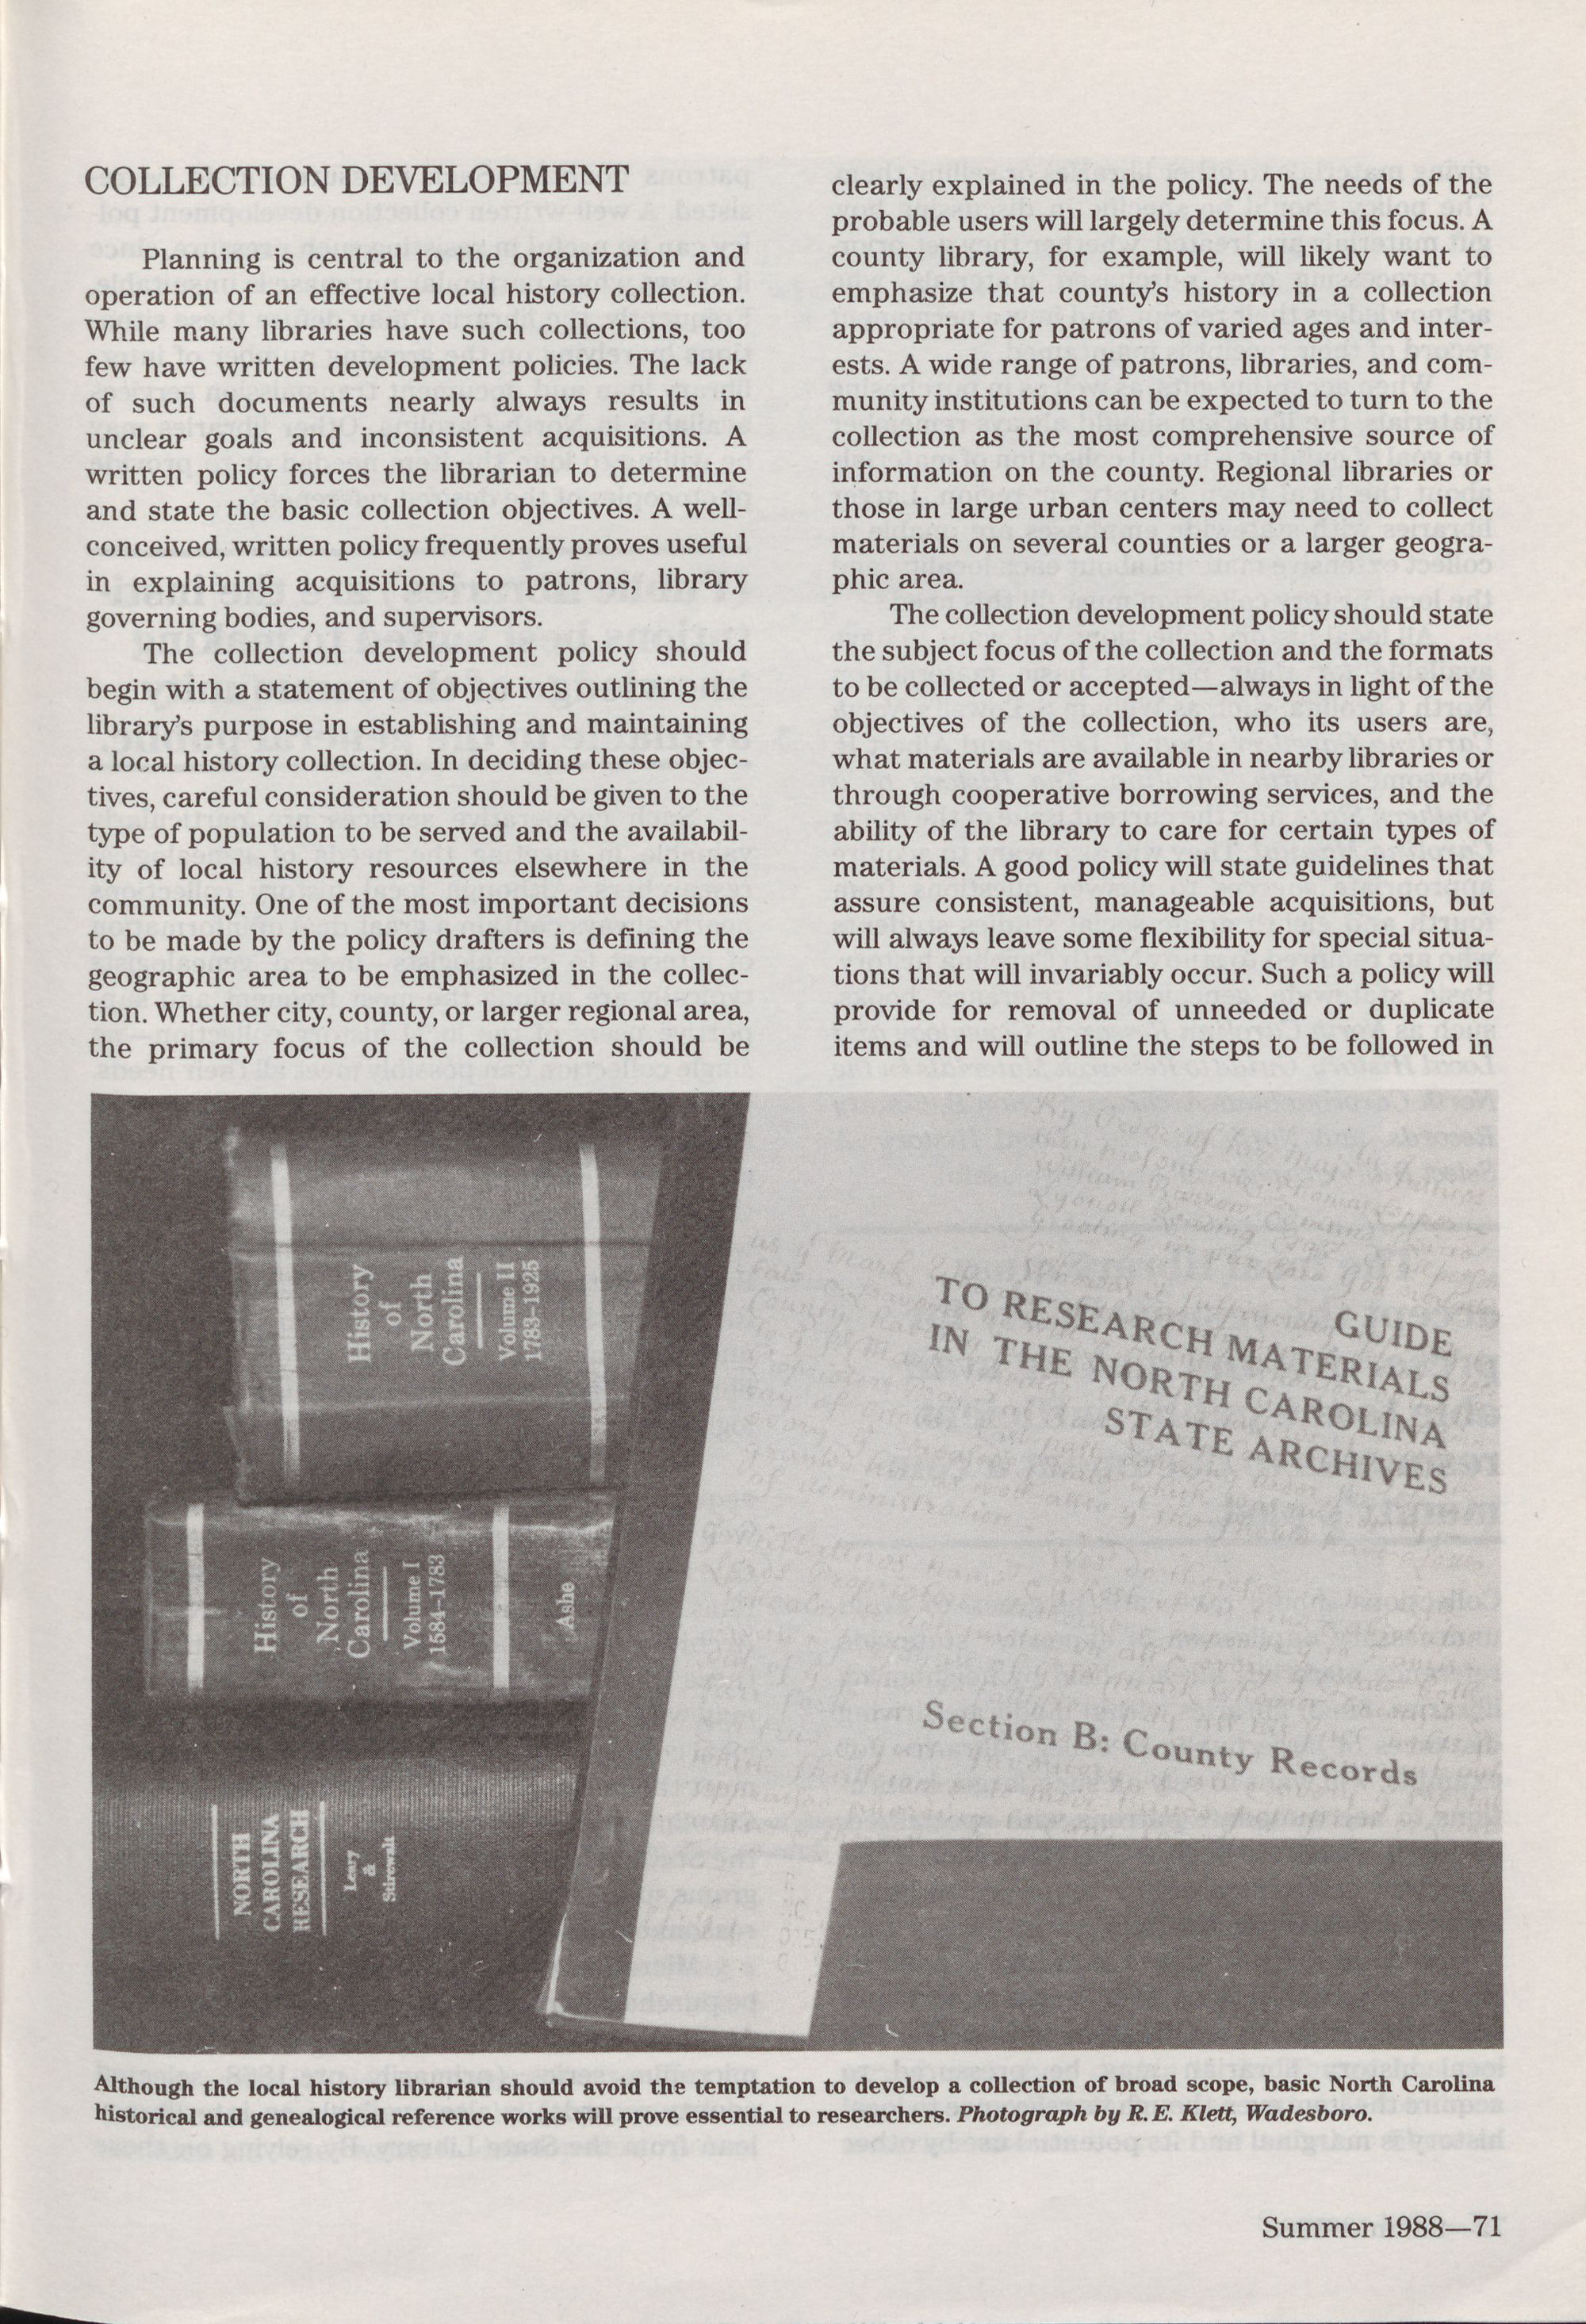 COLLECTION DEVELOPMENT
Planning is central to the organization and
operation of an effective local history collection.
While many libraries have such collections, too
few have written development policies. The lack
of such documents nearly always results in
unclear goals and inconsistent acquisitions. A
written policy forces the librarian to determine
and state the basic collection objectives. A well-
conceived, written policy frequently proves useful
in explaining acquisitions to patrons, library
governing bodies, and supervisors.
The collection development policy should
begin with a statement of objectives outlining the
library's purpose in establishing and maintaining
a local history collection. In deciding these objec-
tives, careful consideration should be given to the
type of population to be served and the availabil-
ity of local history resources elsewhere in the
community. One of the most important decisions
to be made by the policy drafters is defining the
geographic area to be emphasized in the collec-
tion. Whether city, county, or larger regional area,
the primary focus of the collection should be
clearly explained in the policy. The needs of the
probable users will largely determine this focus. A
county library, for example, will likely want to
emphasize that county's history in a collection
appropriate for patrons of varied ages and inter-
ests. A wide range of patrons, libraries, and com-
munity institutions can be expected to turn to the
collection as the most comprehensive source of
information on the county. Regional libraries or
those in large urban centers may need to collect
materials on several counties or a larger geogra-
phic area.
The collection development policy should state
the subject focus of the collection and the formats
to be collected or accepted—always in light of the
objectives of the collection, who its users are,
what materials are available in nearby libraries or
through cooperative borrowing services, and the
ability of the library to care for certain types of
materials. A good policy will state guidelines that
assure consistent, manageable acquisitions, but
will always leave some flexibility for special situa-
tions that will invariably occur. Such a policy will
provide for removal of unneeded or duplicate
items and will outline the steps to be followed in
History
of
North
Carolina
Volume II
1783-1925
History
of
North
Carolina
Volume I
1584-1783
Ashe
NORTH
CAROLINA
RESEARCH
Leary
&
Stirewalt
GUIDE
TO RESEARCH MATERIALS
IN THE NORTH CAROLINA
STATE ARCHIVES
Section B: County Records
Although the local history librarian should avoid the temptation to develop a collection of broad scope, basic North Carolina
historical and genealogical reference works will prove essential to researchers. Photograph by R. E. Klett, Wadesboro.
Summer 1988—71